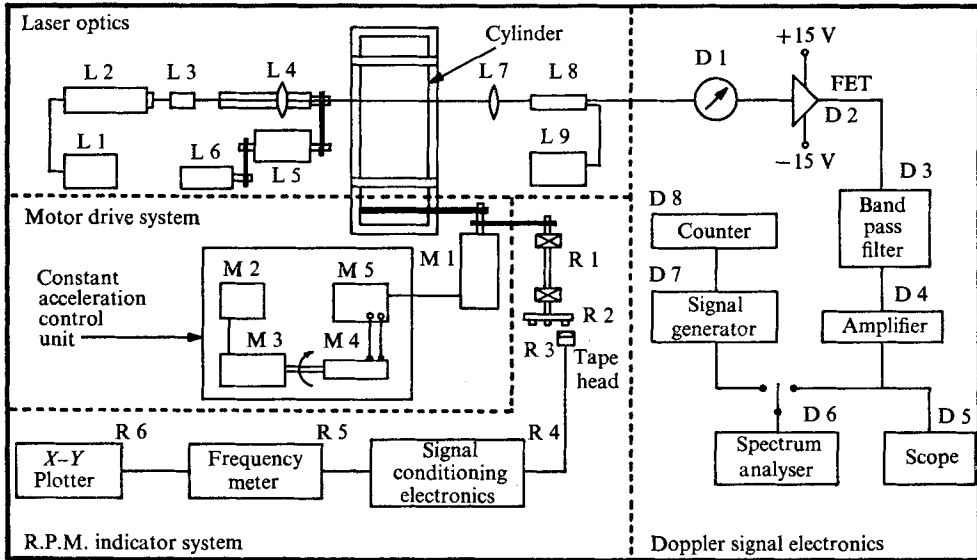 Laser optics
Cylinder
L 2
L 3
L 4
L 7
L 8
L 1
L 6
L 5
L 9
D 1
+15 V
FET
D 2
−15 V
D 3
Band
pass
filter
D 8
Counter
D 7
Signal
generator
D 4
Amplifier
D 6
Spectrum
analyser
D 5
Scope
Doppler signal electronics
Motor drive system
Constant
acceleration
control
unit
M 2
M 5
M 3
M 4
M 1
R 1
R 2
R 3
Tape
head
R 6
X–Y
Plotter
R 5
Frequency
meter
R 4
Signal
conditioning
electronics
R.P.M. indicator system